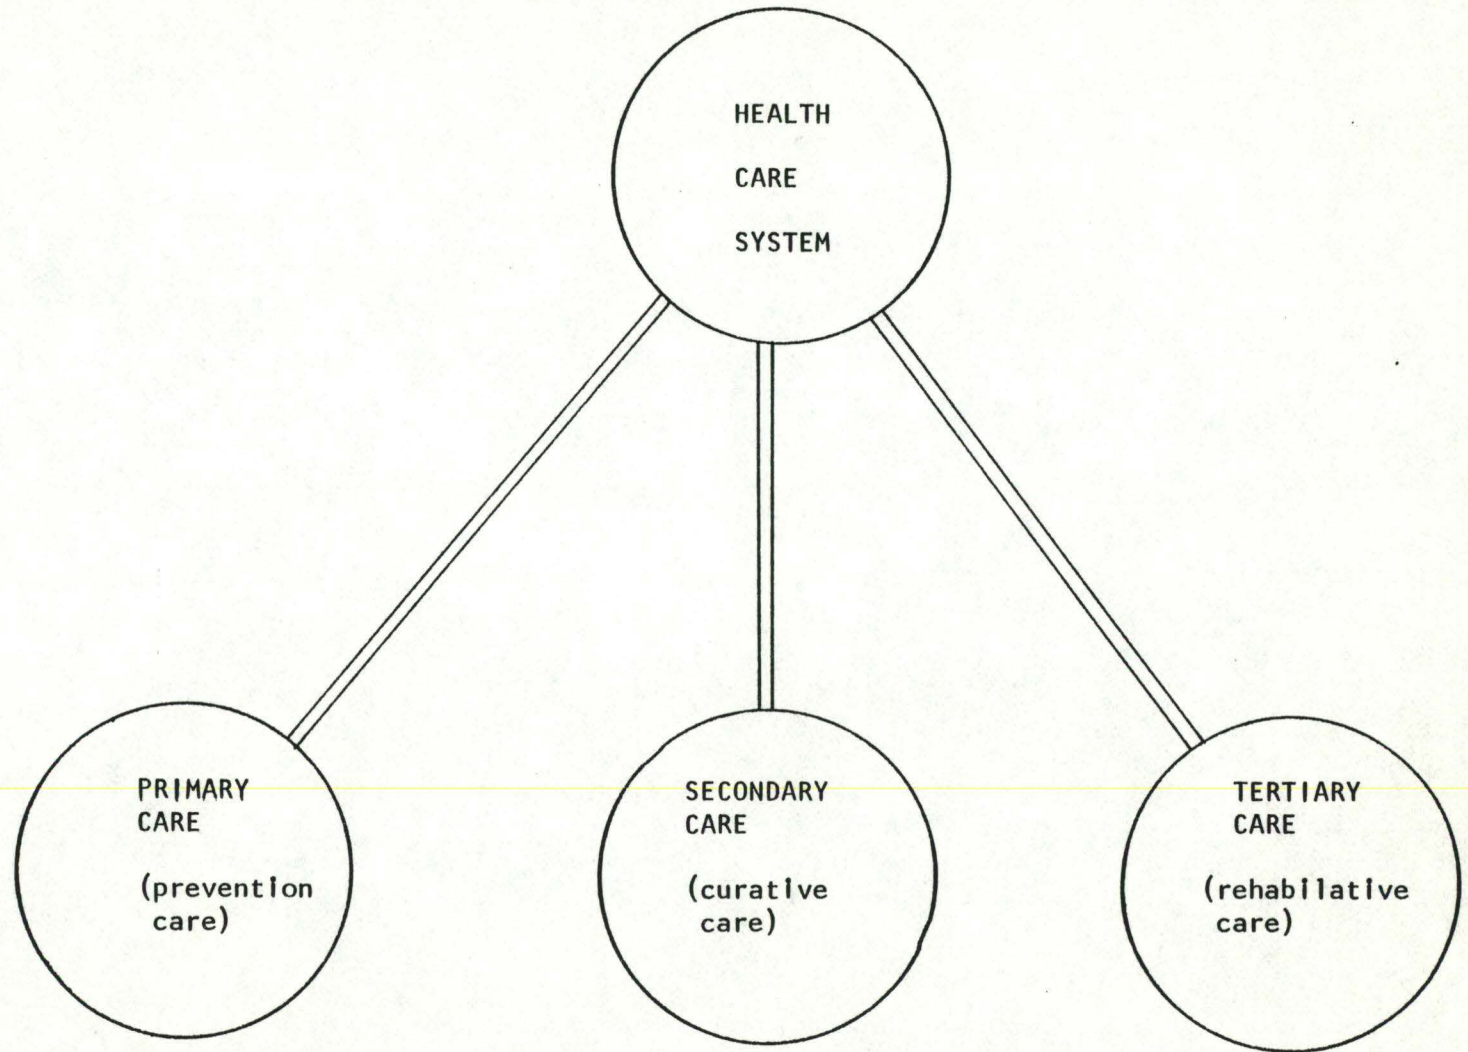 HEALTH
CARE
SYSTEM
PRIMARY
CARE
(prevention
care)
SECONDARY
CARE
(curative
care)
TERTIARY
CARE
(rehabilative
care)